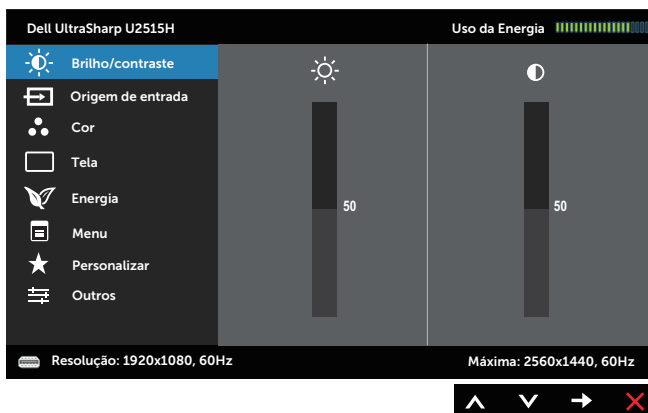 Dell UltraSharp U2515H
Uso da Energia
Brilho/contraste
Origem de entrada
Cor
Tela
Energia
Menu
Personalizar
Outros
50
50
Resolução: 1920x1080, 60Hz
Máxima: 2560x1440, 60Hz